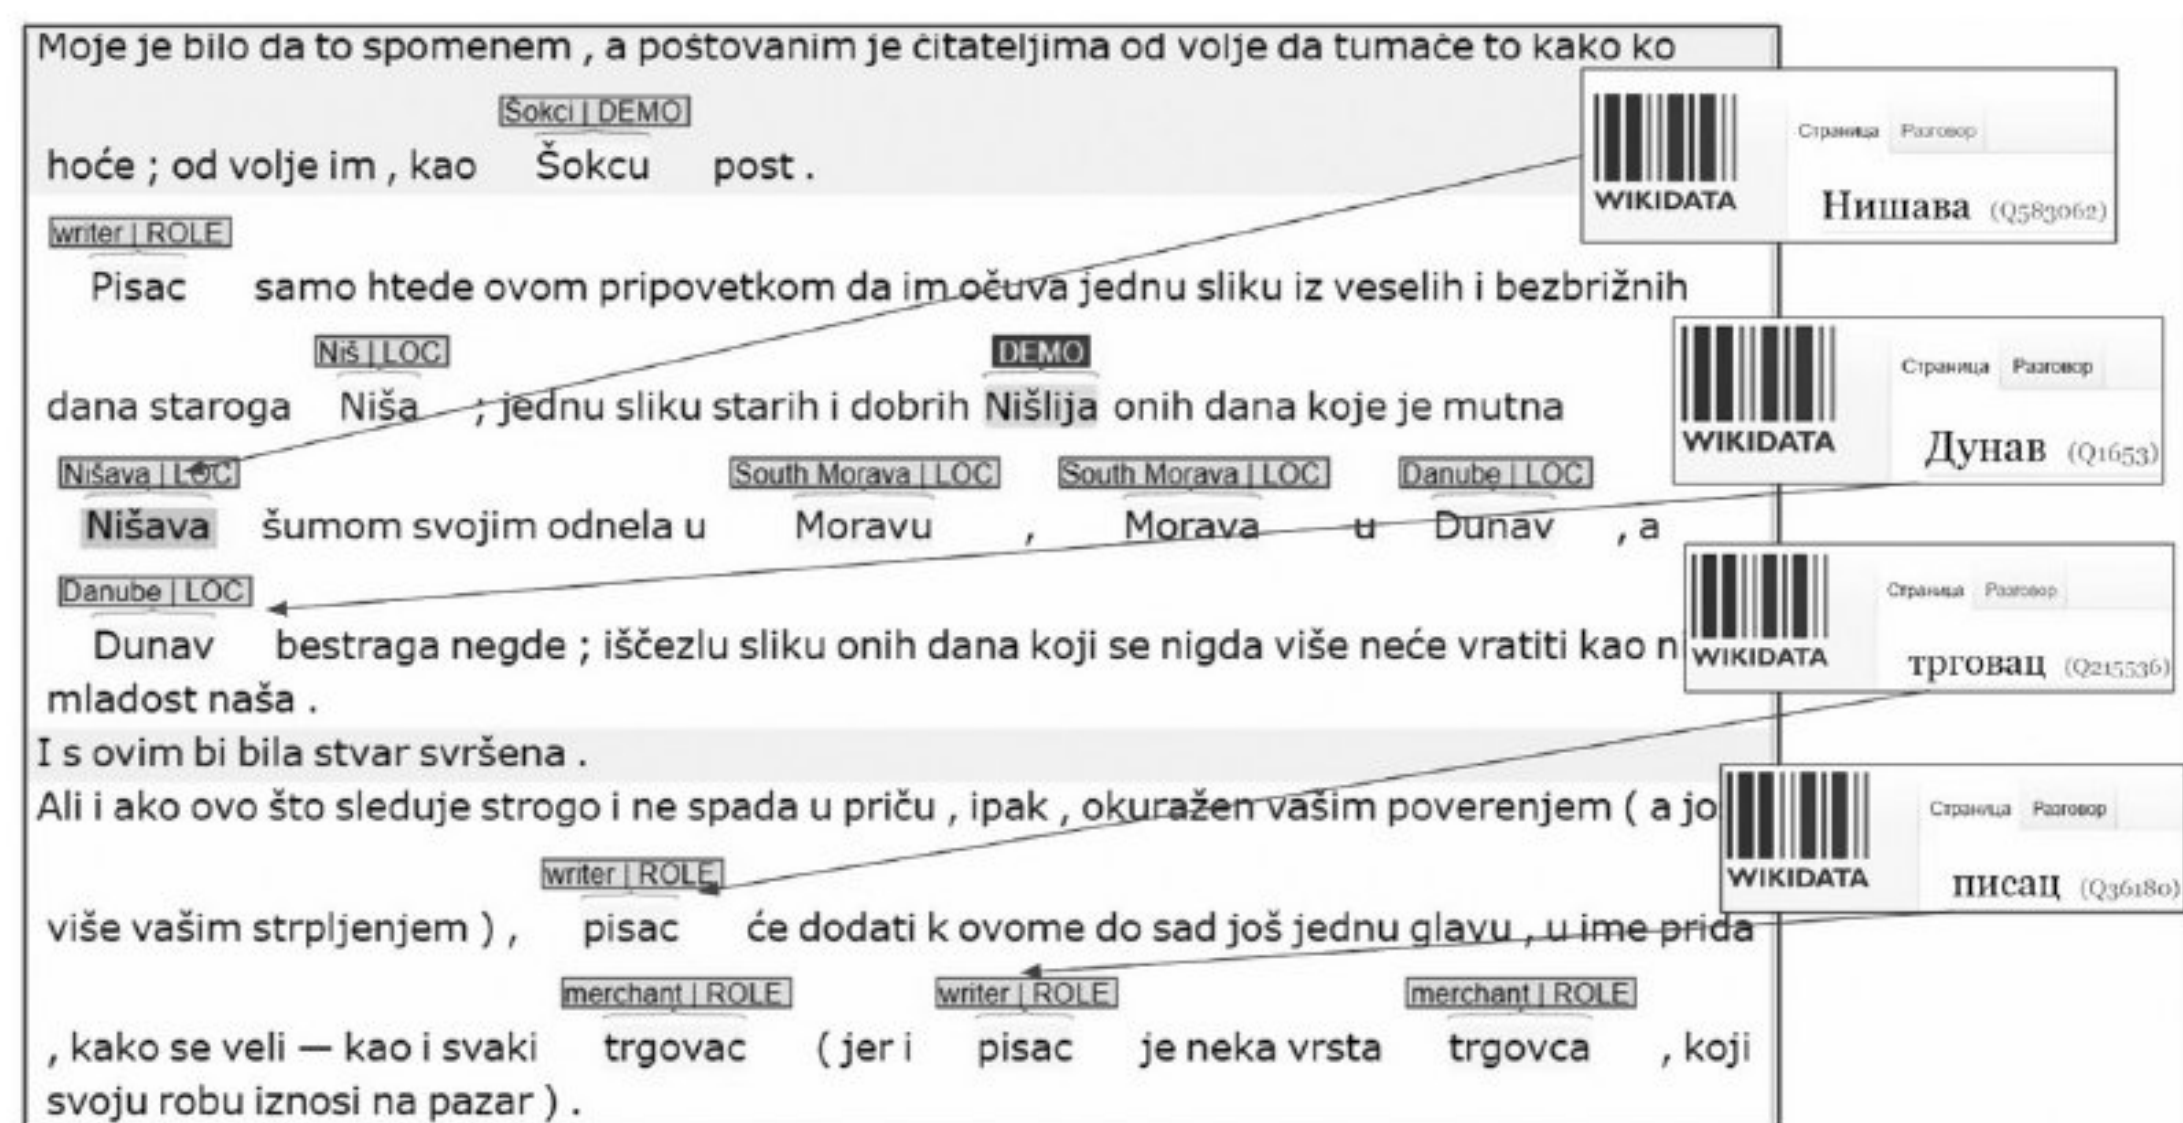 Moje je bilo da to spomenem , a poštovanim je čitateljima od volje da tumače to kako ko
Šokci | DEMO
hoće ; od volje im , kao Šokcu post .
writer | ROLE
Pisac samo htede ovom pripovetkom da im očuva jednu sliku iz veselih i bezbrižnih
Niš | LOC DEMO
dana staroga Niša ; jednu sliku starih i dobrih Nišlija onih dana koje je mutna
Nišava | LOC South Morava | LOC South Morava | LOC Danube | LOC
Nišava šumom svojim odnela u Moravu , Morava u Dunav , a
Danube | LOC
Dunav bestraga negde ; iščezlu sliku onih dana koji se nigda više neće vratiti kao n
mladost naša .
I s ovim bi bila stvar svršena .
Ali i ako ovo što sleduje strogo i ne spada u priču , ipak , okuražen vašim poverenjem ( a jo
writer | ROLE
više vašim strpljenjem ) , pisac će dodati k ovome do sad još jednu glavu , u ime prida
merchant | ROLE writer | ROLE merchant | ROLE
, kako se veli — kao i svaki trgovac ( jer i pisac je neka vrsta trgovca , koji
svoju robu iznosi na pazar ) .
Страница Разговор
WIKIDATA Нишава (Q583062)
Страница Разговор
WIKIDATA Дунав (Q1653)
Страница Разговор
WIKIDATA трговац (Q215536)
Страница Разговор
WIKIDATA писац (Q36180)